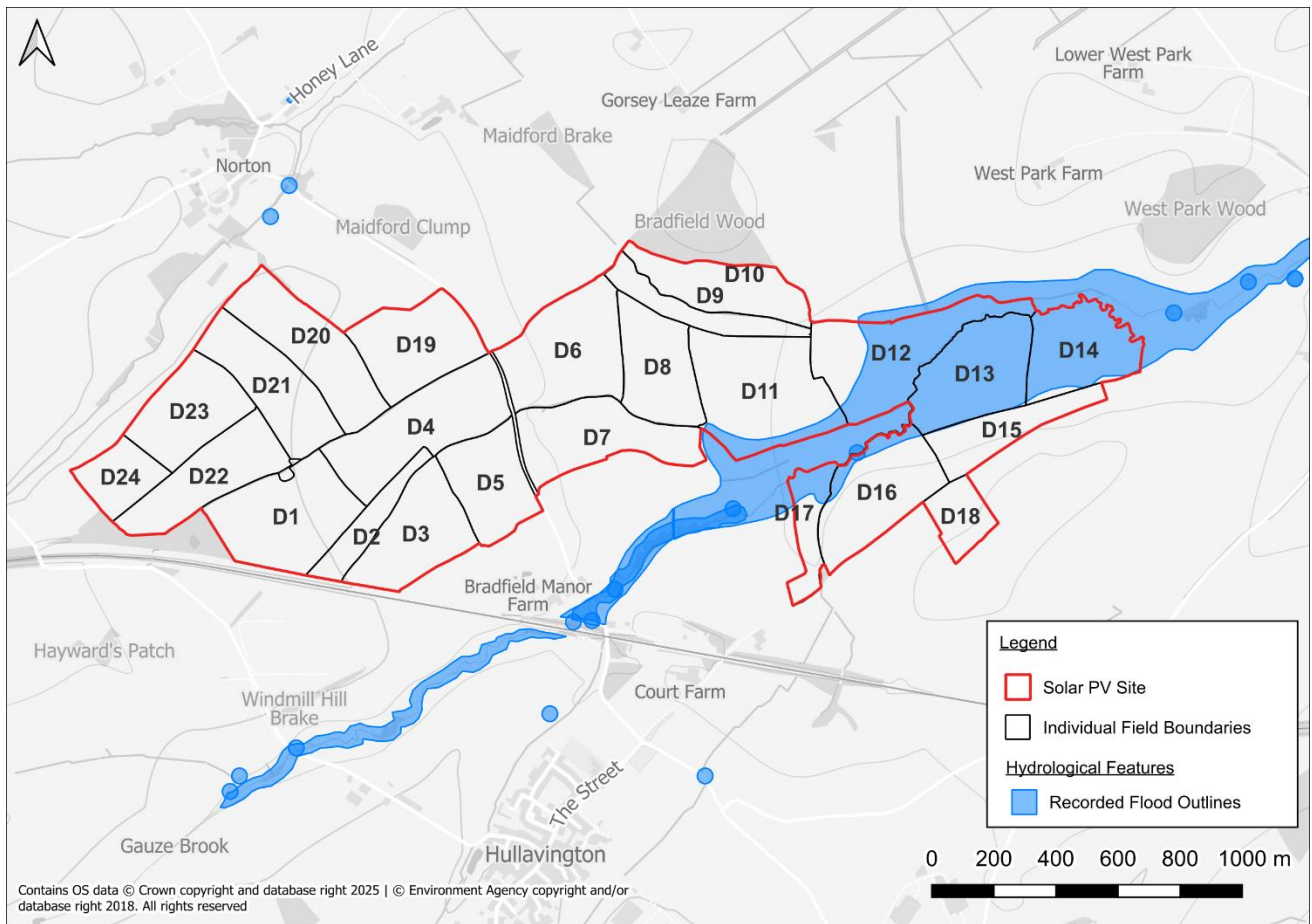 Honey Lane
Lower West Park
Farm
Gorsey Leaze Farm
Maidford Brake
Norton
West Park Farm
West Park Wood
Maidford Clump
Bradfield Wood
D10
D9
D20
D19
D6
D8
D12
D14
D13
D11
D21
D23
D4
D7
D15
D24
D22
D5
D16
D1
D2
D3
D17
D18
Bradfield Manor
Farm
Hayward's Patch
Court Farm
Windmill Hill
Brake
The Street
Gauze Brook
Hullavington
Legend
Solar PV Site
Individual Field Boundaries
Hydrological Features
Recorded Flood Outlines
0 200 400 600 800 1000 m
Contains OS data © Crown copyright and database right 2025 | © Environment Agency copyright and/or
database right 2018. All rights reserved